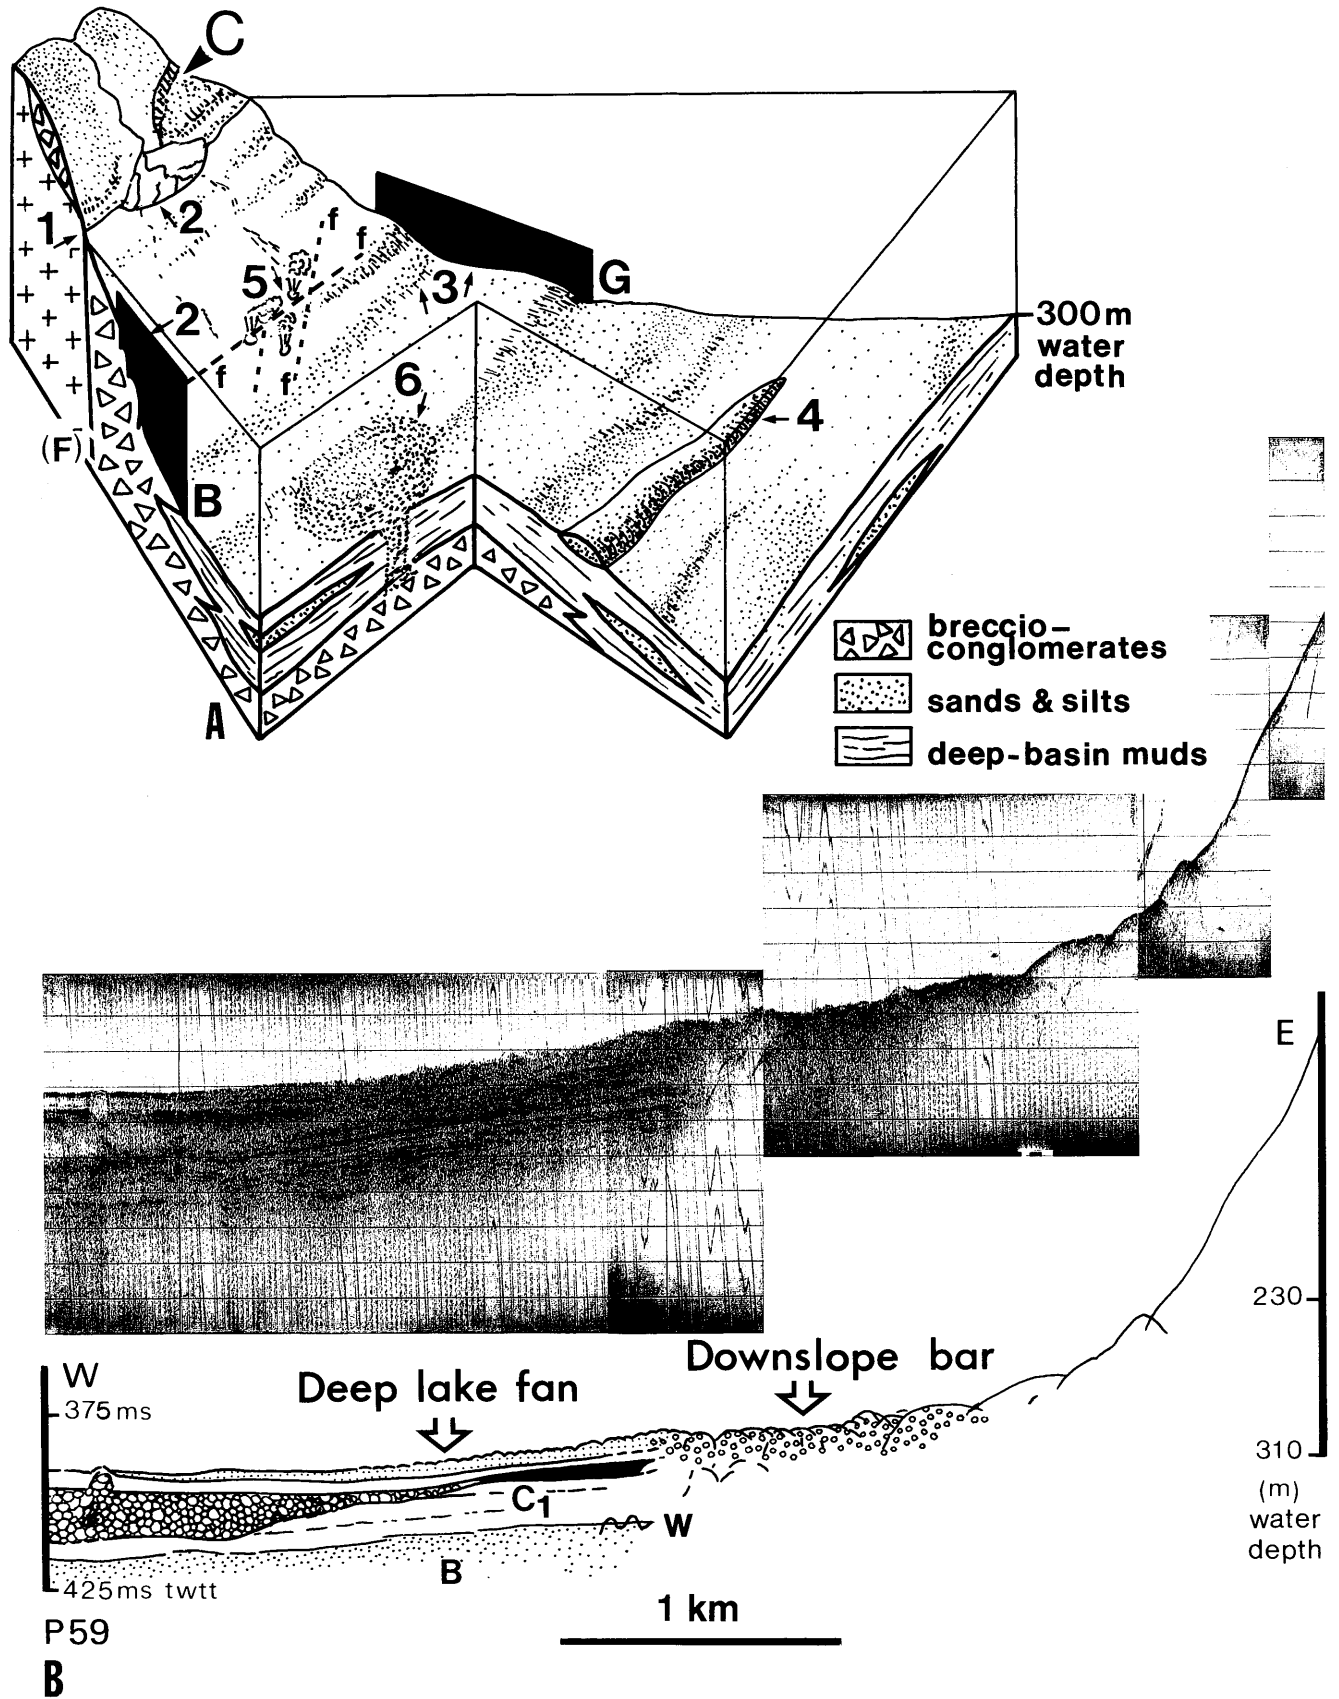 C
1
2
f
f
5
3
G
2
300m
water
depth
f
f
6
4
(F)
B
breccio-
conglomerates
A
sands & silts
deep-basin muds
E
230
Downslope bar
W
Deep lake fan
375ms
310
(m)
water
depth
C1
W
B
425ms twtt
1 km
P59
B